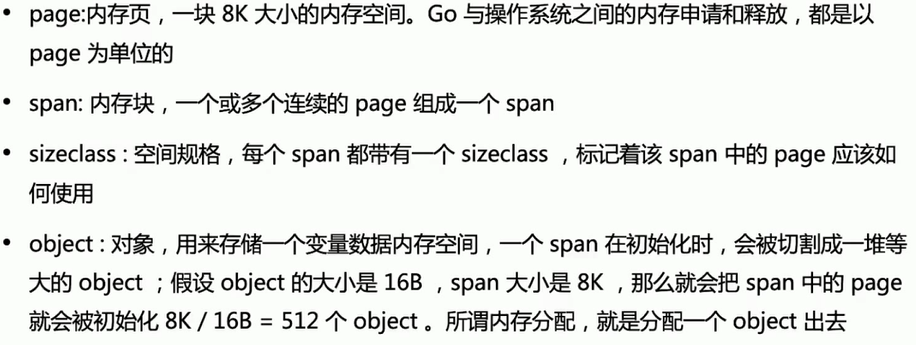 • page:内存页，一块 8K 大小的内存空间。Go 与操作系统之间的内存申请和释放，都是以
page 为单位的
• span: 内存块，一个或多个连续的 page 组成一个 span
• sizeclass : 空间规格，每个 span 都带有一个 sizeclass ，标记着该 span 中的 page 应该如
何使用
• object : 对象，用来存储一个变量数据内存空间，一个 span 在初始化时，会被切割成一堆等
大的 object ；假设 object 的大小是 16B ，span 大小是 8K ，那么就会把 span 中的 page
就会被初始化 8K / 16B = 512 个 object 。所谓内存分配，就是分配一个 object 出去